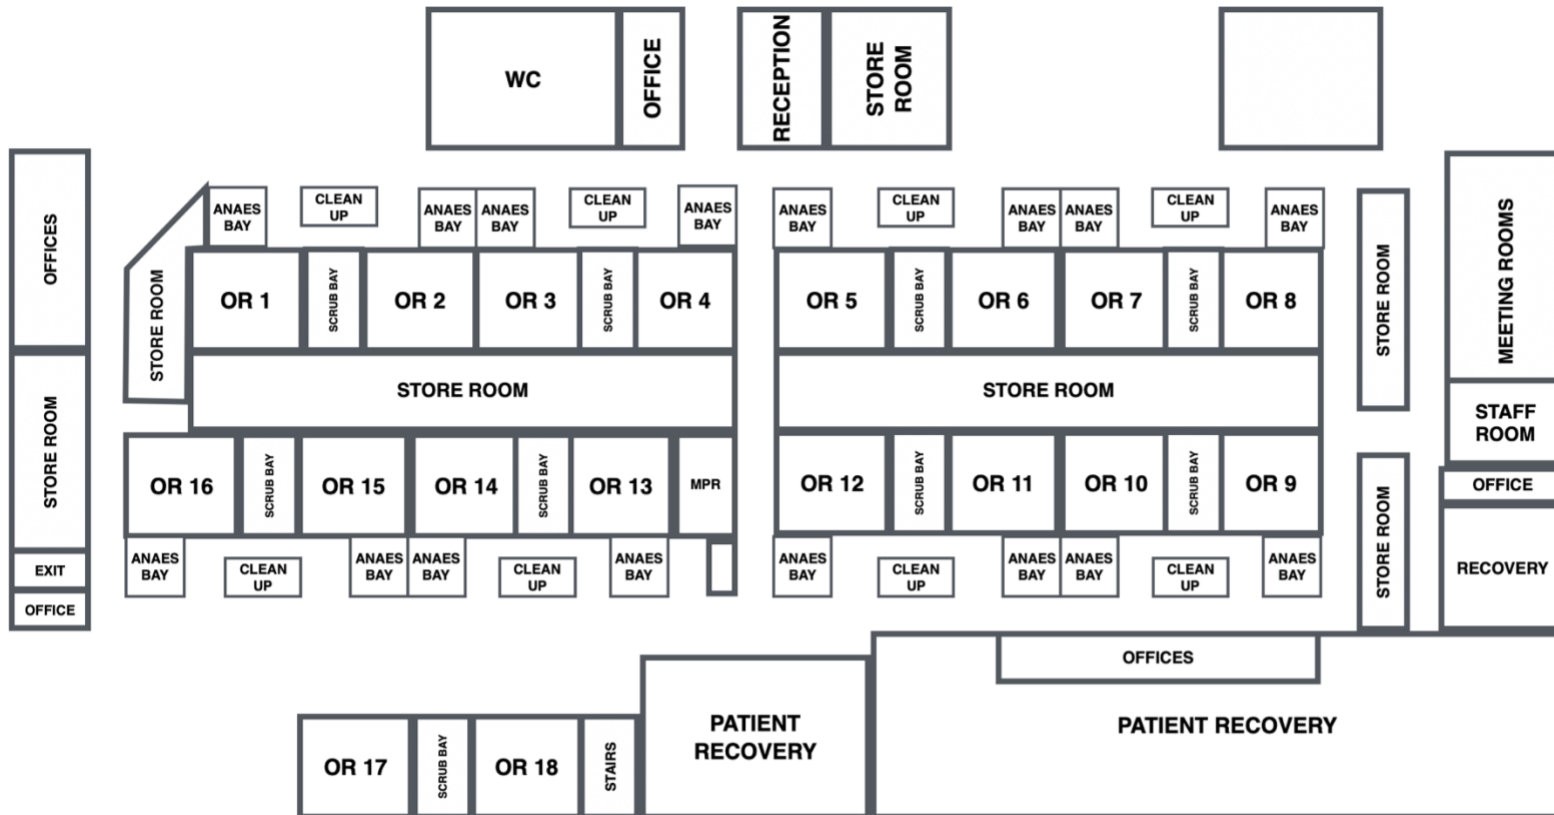 WC
OFFICE
RECEPTION
STORE
ROOM
OFFICES
STORE ROOM
EXIT
OFFICE
STORE ROOM
ANAES
BAY
CLEAN
UP
ANAES
BAY
ANAES
BAY
CLEAN
UP
ANAES
BAY
ANAES
BAY
CLEAN
UP
ANAES
BAY
ANAES
BAY
CLEAN
UP
ANAES
BAY
OR 1
SCRUB BAY
OR 2
OR 3
SCRUB BAY
OR 4
OR 5
SCRUB BAY
OR 6
OR 7
SCRUB BAY
OR 8
STORE ROOM
MEETING ROOMS
STORE ROOM
STORE ROOM
STAFF
ROOM
OR 16
SCRUB BAY
OR 15
OR 14
SCRUB BAY
OR 13
MPR
OR 12
SCRUB BAY
OR 11
OR 10
SCRUB BAY
OR 9
STORE ROOM
OFFICE
RECOVERY
ANAES
BAY
CLEAN
UP
ANAES
BAY
ANAES
BAY
CLEAN
UP
ANAES
BAY
ANAES
BAY
CLEAN
UP
ANAES
BAY
ANAES
BAY
CLEAN
UP
ANAES
BAY
OFFICES
OR 17
SCRUB BAY
OR 18
STAIRS
PATIENT
RECOVERY
PATIENT RECOVERY